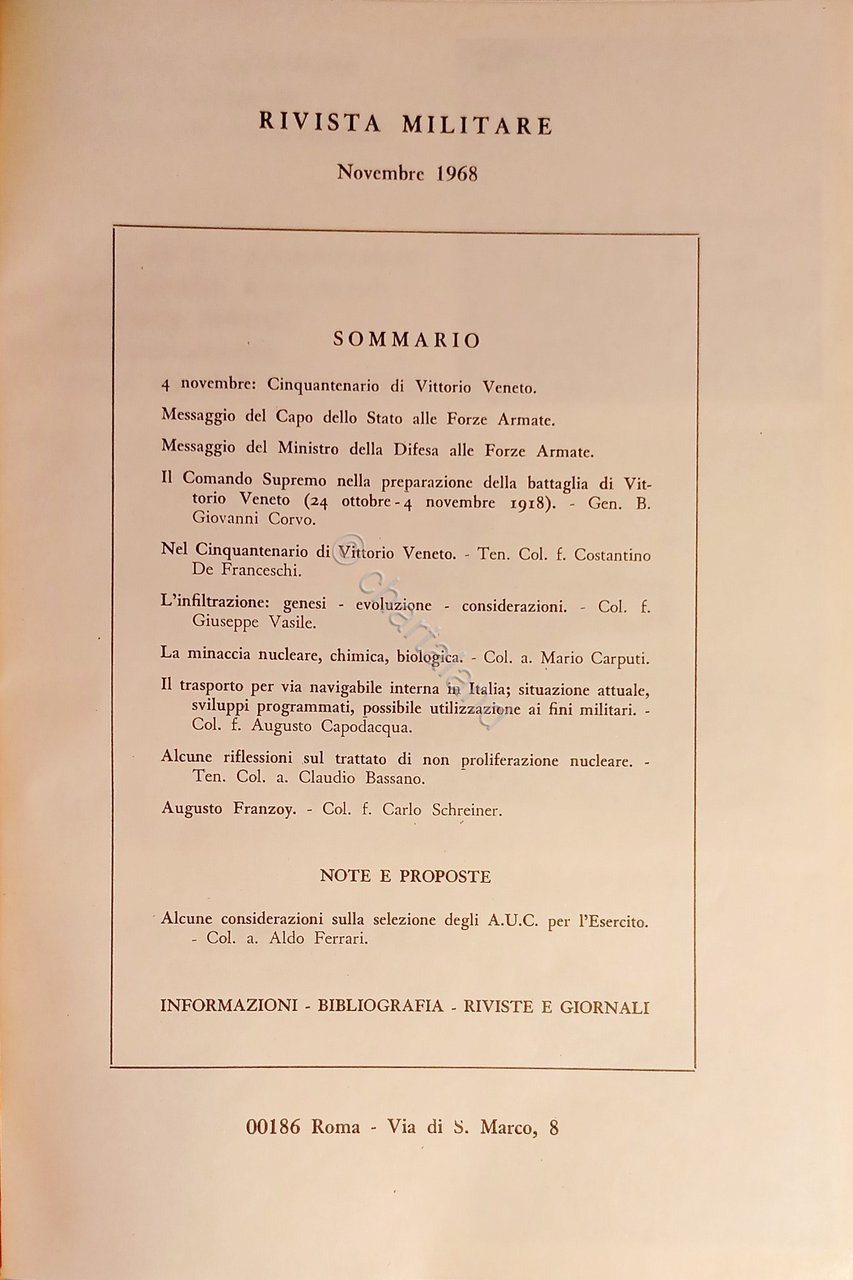 RIVISTA MILITARE
Novembre 1968
SOMMARIO
4 novembre: Cinquantenario di Vittorio Veneto.
Messaggio del Capo dello Stato alle Forze Armate.
Messaggio del Ministro della Difesa alle Forze Armate.
Il Comando Supremo nella preparazione della battaglia di Vit-
torio Veneto (24 ottobre - 4 novembre 1918). - Gen. B.
Giovanni Corvo.
Nel Cinquantenario di Vittorio Veneto. - Ten. Col. f. Costantino
De Franceschi.
L'infiltrazione: genesi - evoluzione - considerazioni. - Col. f.
Giuseppe Vasile.
La minaccia nucleare, chimica, biologica. - Col. a. Mario Carputi.
Il trasporto per via navigabile interna in Italia; situazione attuale,
sviluppi programmati, possibile utilizzazione ai fini militari. -
Col. f. Augusto Capodacqua.
Alcune riflessioni sul trattato di non proliferazione nucleare. -
Ten. Col. a. Claudio Bassano.
Augusto Franzoy. - Col. f. Carlo Schreiner.
NOTE E PROPOSTE
Alcune considerazioni sulla selezione degli A.U.C. per l'Esercito.
- Col. a. Aldo Ferrari.
INFORMAZIONI - BIBLIOGRAFIA - RIVISTE E GIORNALI
00186 Roma - Via di S. Marco, 8